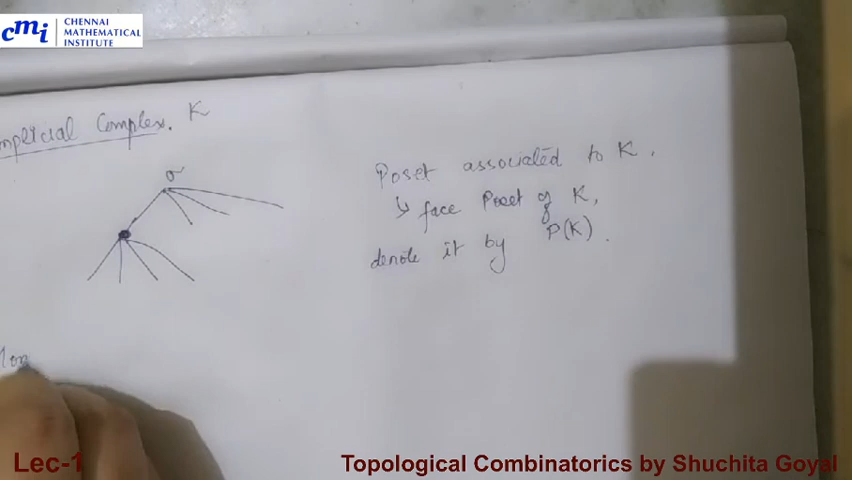 cmi
CHENNAI
MATHEMATICAL
INSTITUTE
mplicial Complex. K
σ
Poset associated to K.
↳ face Poset of K,
denote it by P(K).
Lec-1
Topological Combinatorics by Shuchita Goyal